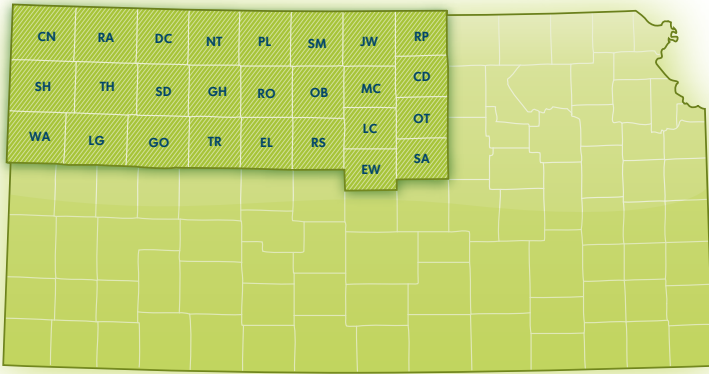 CN RA DC NT PL SM JW RP
SH TH SD GH RO OB MC CD
WA LG GO TR EL RS LC OT
EW SA